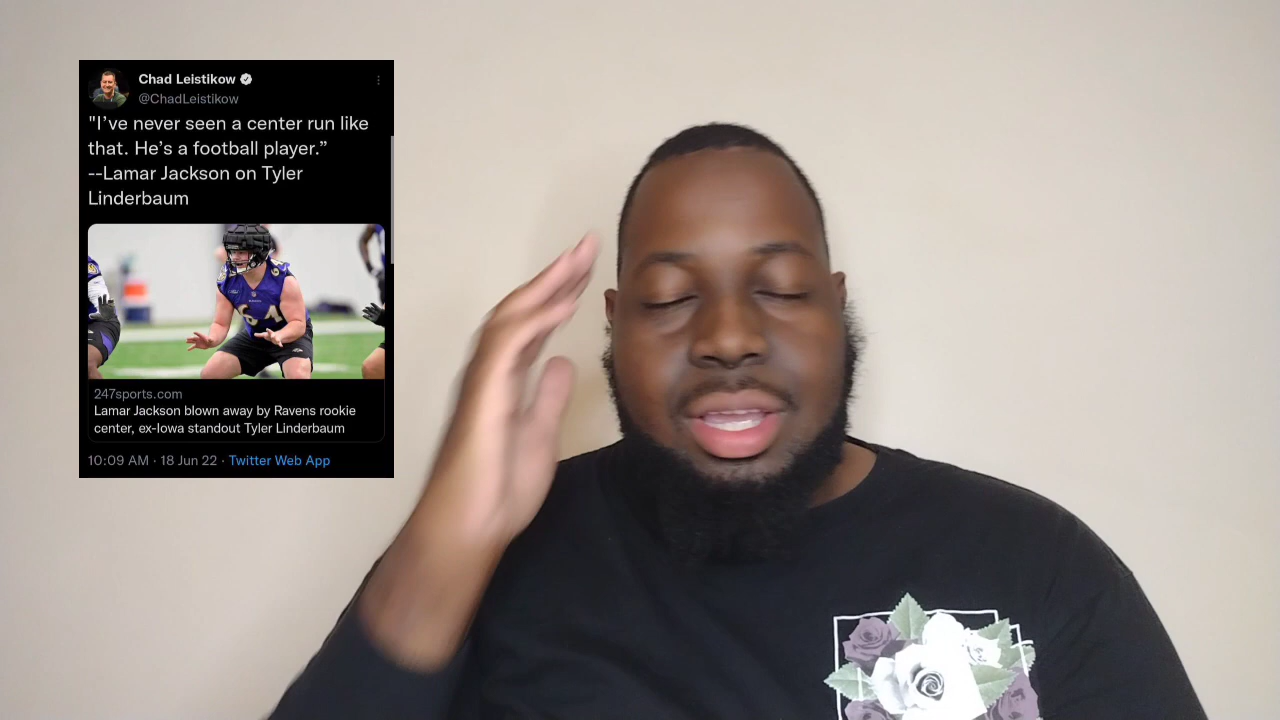 Chad Leistikow
@ChadLeistikow
"I’ve never seen a center run like
that. He’s a football player.”
--Lamar Jackson on Tyler
Linderbaum
64
247sports.com
Lamar Jackson blown away by Ravens rookie
center, ex-Iowa standout Tyler Linderbaum
10:09 AM · 18 Jun 22 · Twitter Web App